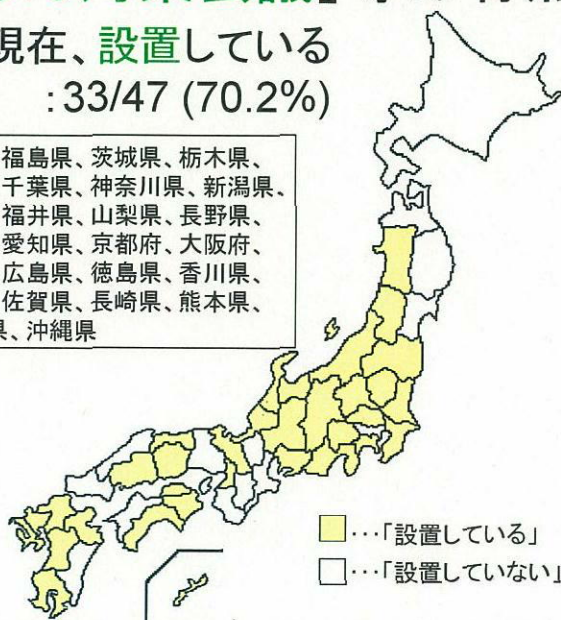 現在、設置している
:33/47 (70.2%)
福島県、茨城県、栃木県、
千葉県、神奈川県、新潟県、
福井県、山梨県、長野県、
愛知県、京都府、大阪府、
広島県、徳島県、香川県、
佐賀県、長崎県、熊本県、
県、沖縄県
…「設置している」
…「設置していない」